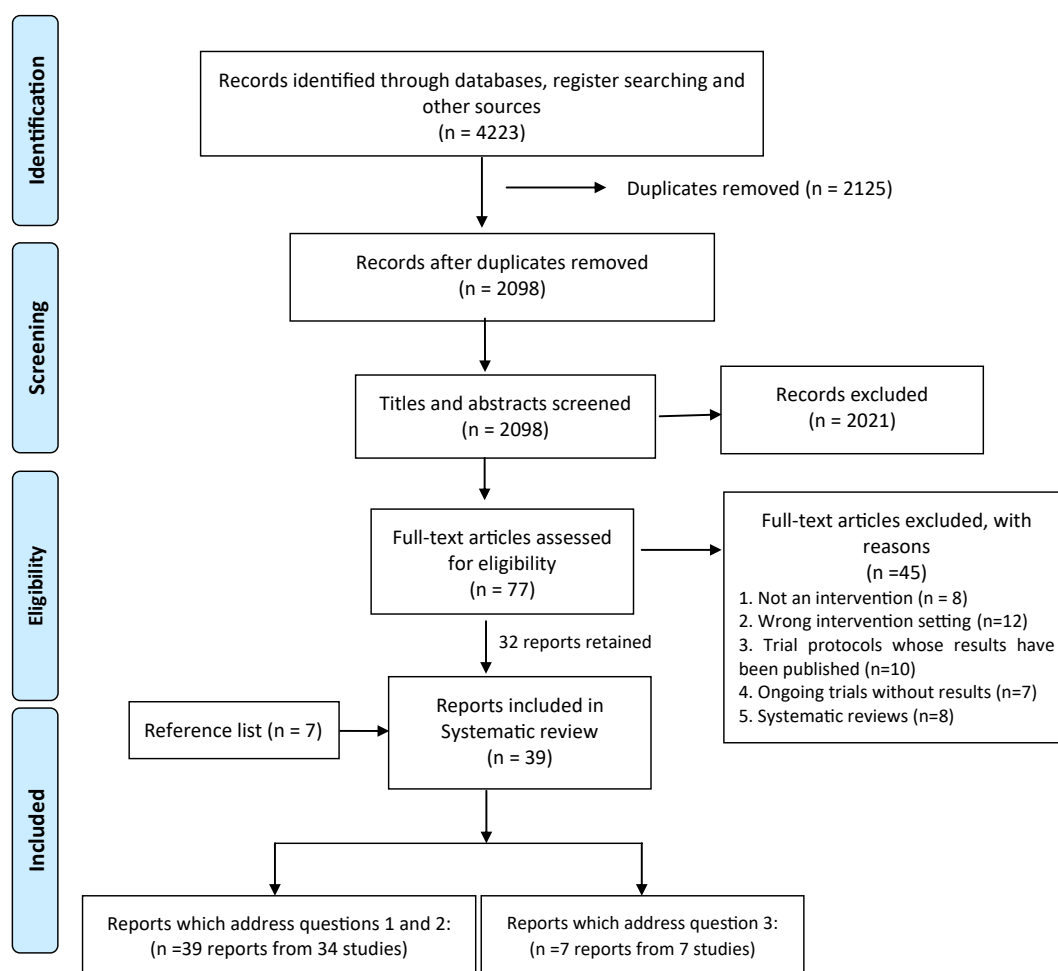 Identification
Records identified through databases, register searching and
other sources
(n = 4223)
Duplicates removed (n = 2125)
Screening
Records after duplicates removed
(n = 2098)
Titles and abstracts screened
(n = 2098)
Records excluded
(n = 2021)
Eligibility
Full-text articles assessed
for eligibility
(n = 77)
Full-text articles excluded, with
reasons
(n =45)
1. Not an intervention (n = 8)
2. Wrong intervention setting (n=12)
3. Trial protocols whose results have
been published (n=10)
4. Ongoing trials without results (n=7)
5. Systematic reviews (n=8)
32 reports retained
Included
Reference list (n = 7)
Reports included in
Systematic review
(n = 39)
Reports which address questions 1 and 2:
(n =39 reports from 34 studies)
Reports which address question 3:
(n =7 reports from 7 studies)